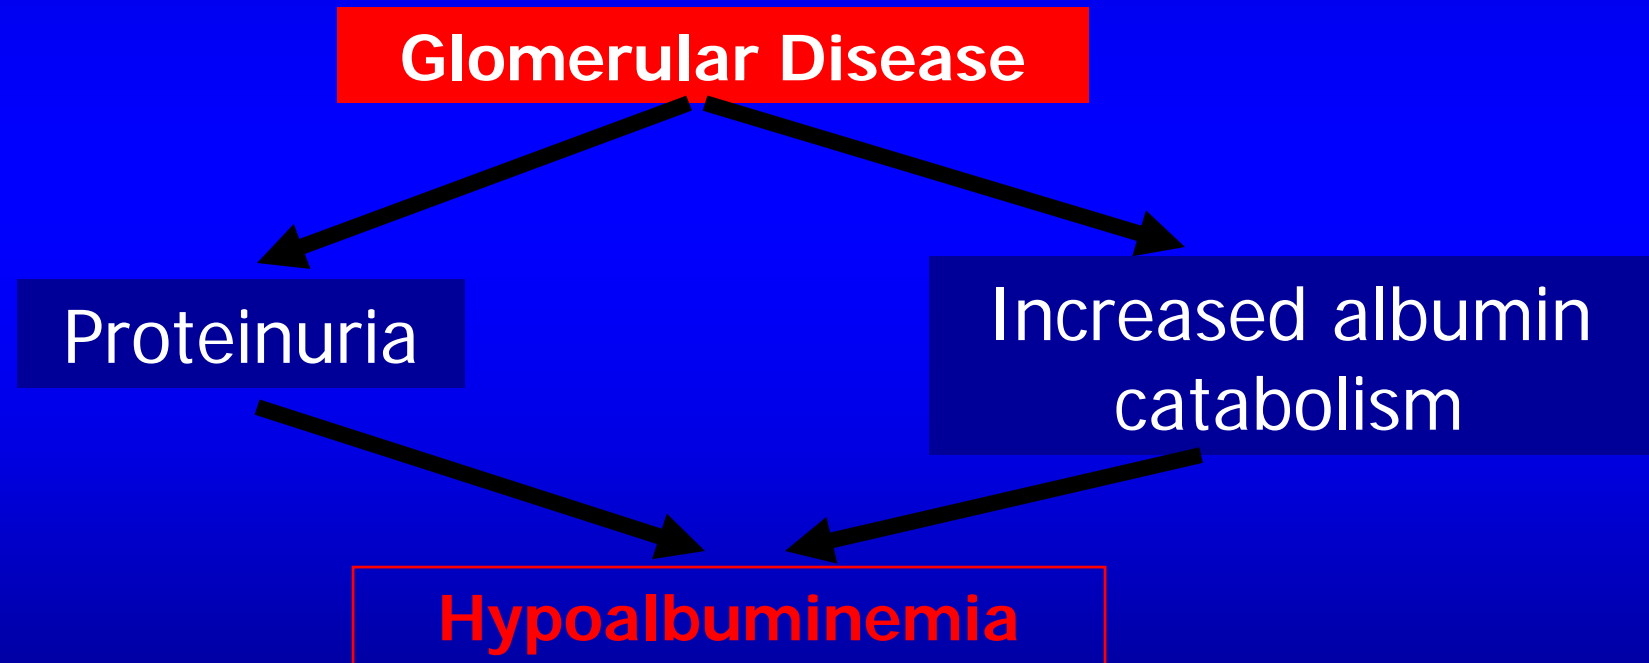 Glomerular Disease
Proteinuria
Increased albumin
catabolism
Hypoalbuminemia